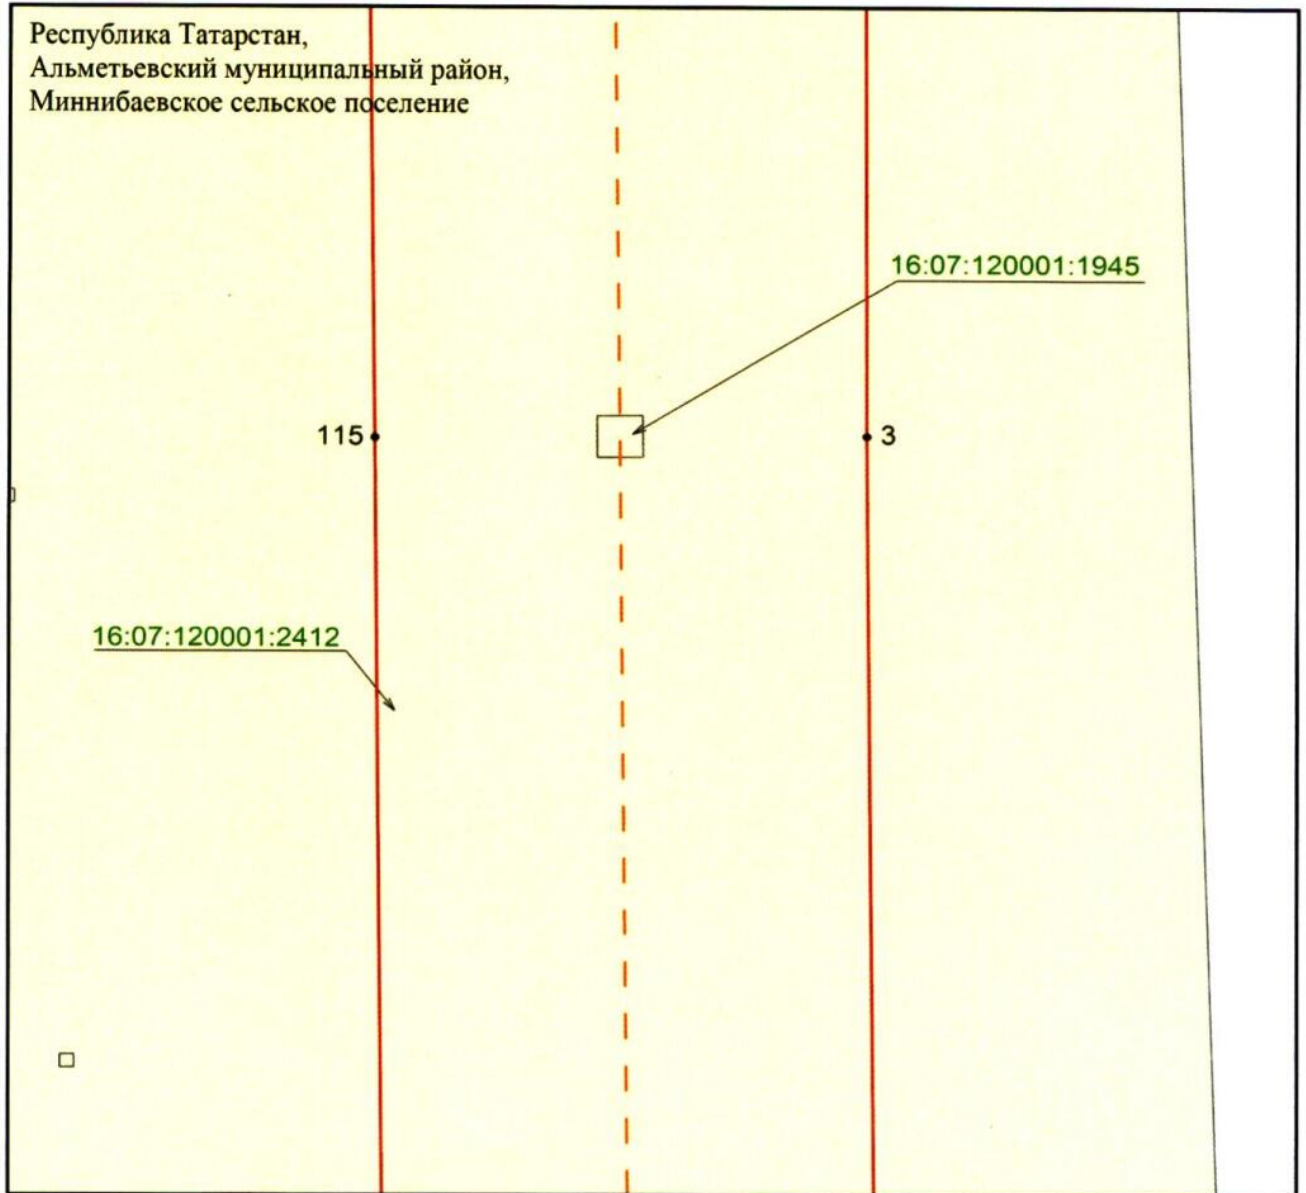 Республика Татарстан,
Альметьевский муниципальный район,
Миннибаевское сельское поселение
16:07:120001:1945
115
3
16:07:120001:2412